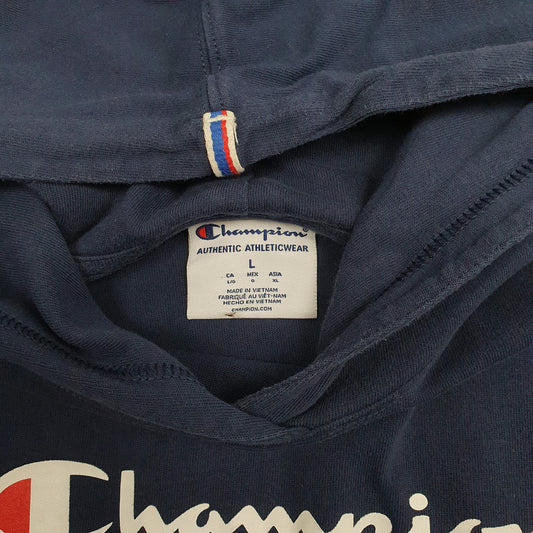 Champion
AUTHENTIC ATHLETICWEAR
L
CA MEX ASIA
L/G G XL
MADE IN VIETNAM
FABRIQUÉ AU VIÊT-NAM
HECHO EN VIETNAM
CHAMPION.COM
Champion